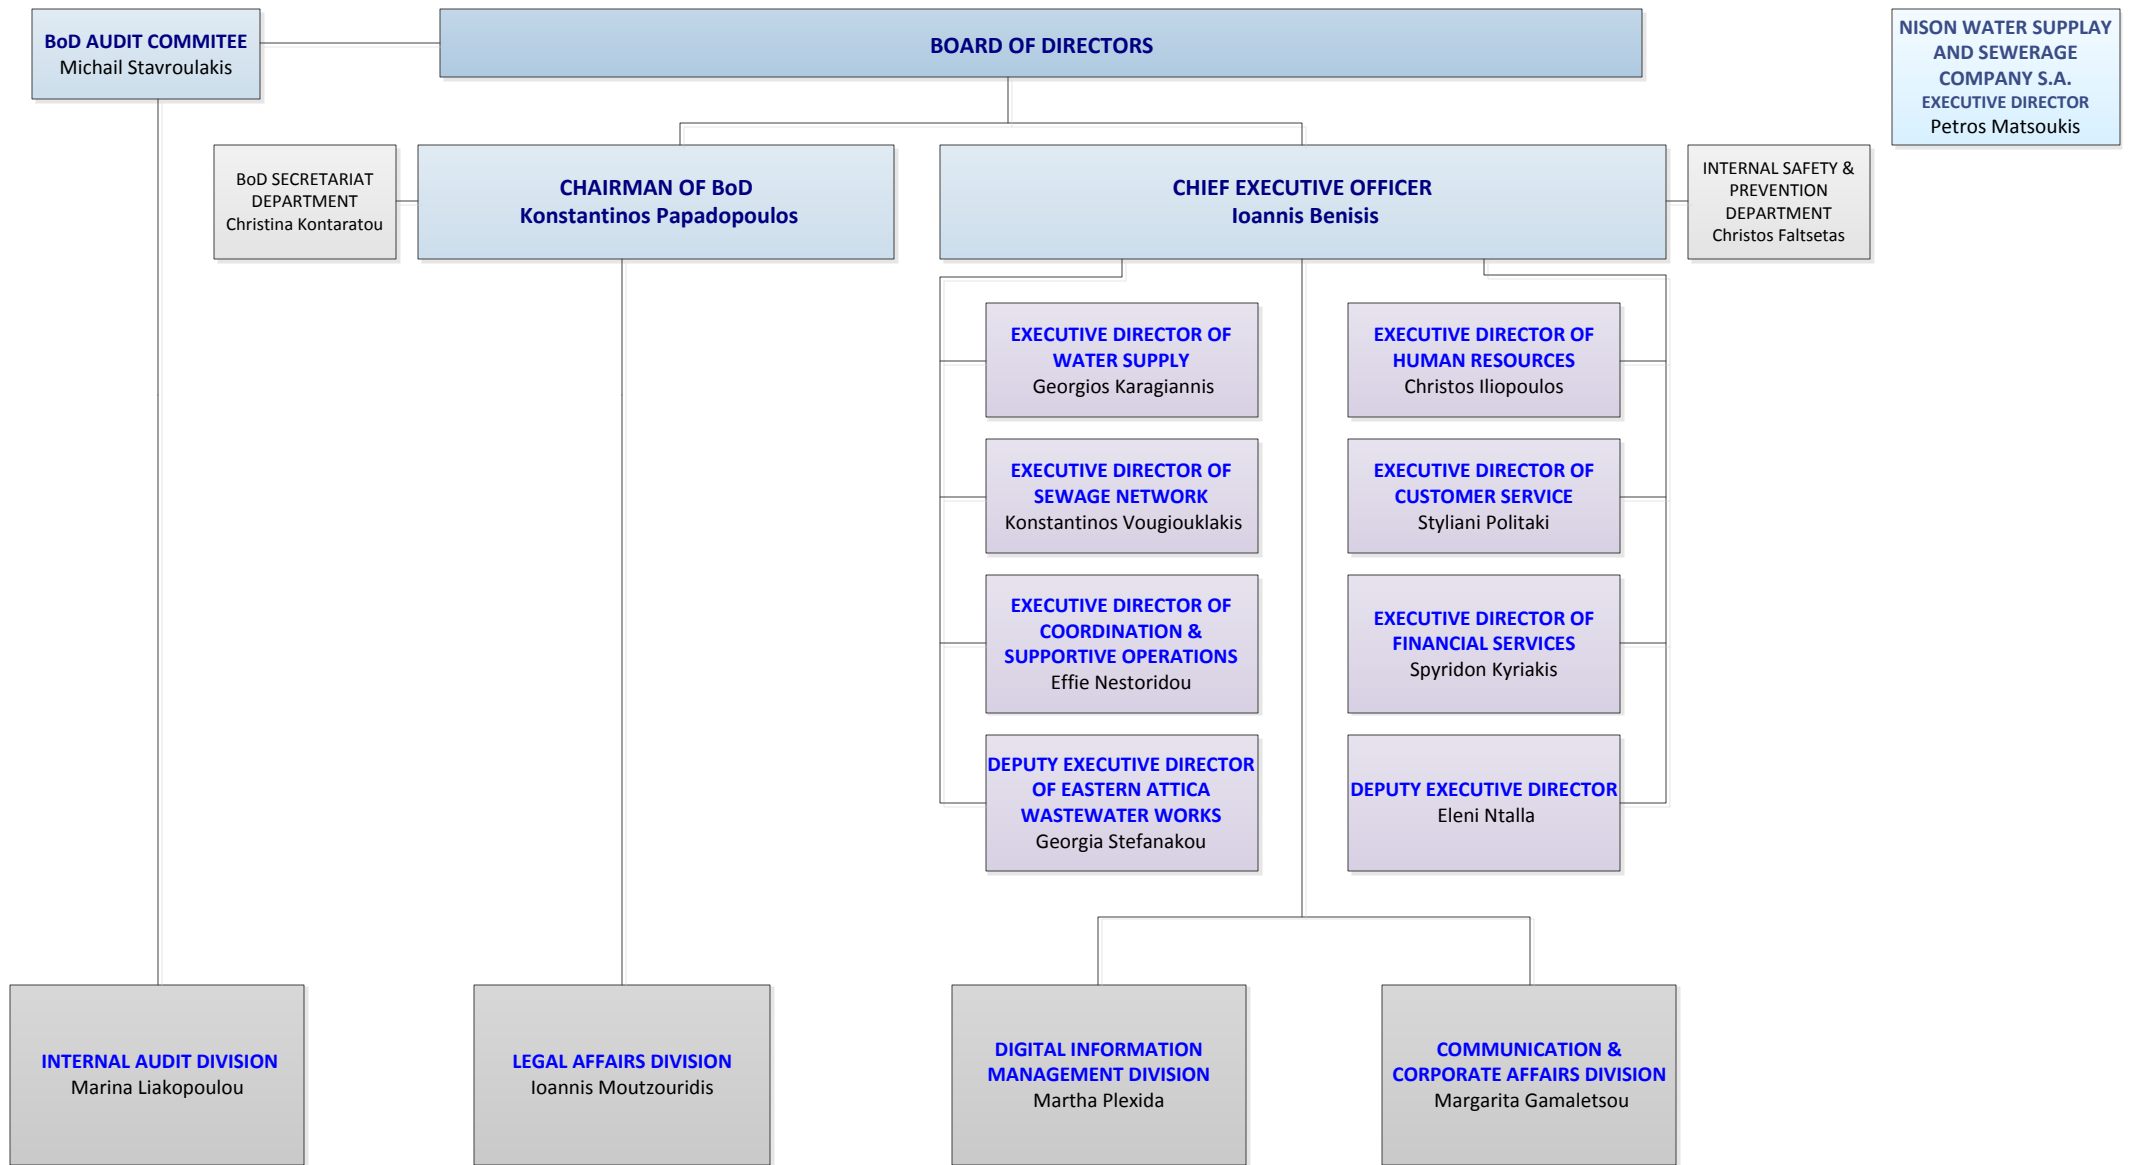 BoD AUDIT COMMITEE
Michail Stavroulakis
BOARD OF DIRECTORS
NISON WATER SUPPLAY
AND SEWERAGE
COMPANY S.A.
EXECUTIVE DIRECTOR
Petros Matsoukis
BoD SECRETARIAT
DEPARTMENT
Christina Kontaratou
CHAIRMAN OF BoD
Konstantinos Papadopoulos
CHIEF EXECUTIVE OFFICER
Ioannis Benisis
INTERNAL SAFETY &
PREVENTION
DEPARTMENT
Christos Faltsetas
EXECUTIVE DIRECTOR OF
WATER SUPPLY
Georgios Karagiannis
EXECUTIVE DIRECTOR OF
HUMAN RESOURCES
Christos Iliopoulos
EXECUTIVE DIRECTOR OF
SEWAGE NETWORK
Konstantinos Vougiouklakis
EXECUTIVE DIRECTOR OF
CUSTOMER SERVICE
Styliani Politaki
EXECUTIVE DIRECTOR OF
COORDINATION &
SUPPORTIVE OPERATIONS
Effie Nestoridou
EXECUTIVE DIRECTOR OF
FINANCIAL SERVICES
Spyridon Kyriakis
DEPUTY EXECUTIVE DIRECTOR
OF EASTERN ATTICA
WASTEWATER WORKS
Georgia Stefanakou
DEPUTY EXECUTIVE DIRECTOR
Eleni Ntalla
INTERNAL AUDIT DIVISION
Marina Liakopoulou
LEGAL AFFAIRS DIVISION
Ioannis Moutzouridis
DIGITAL INFORMATION
MANAGEMENT DIVISION
Martha Plexida
COMMUNICATION &
CORPORATE AFFAIRS DIVISION
Margarita Gamaletsou